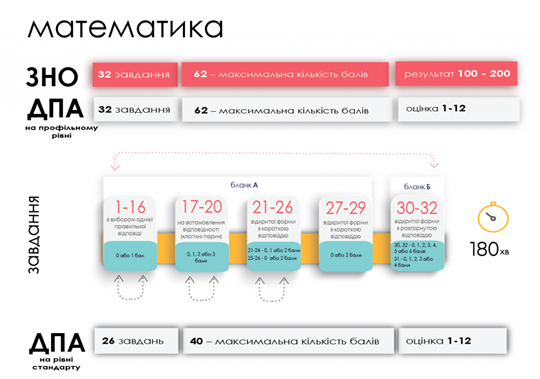 математика
ЗНО
32 завдання
62 – максимальна кількість балів
результат 100 - 200
ДПА
на профільному
рівні
32 завдання
62 – максимальна кількість балів
оцінка 1-12
завдання
бланк А
бланк Б
1-16
з вибором однієї
правильної
відповіді
0 або 1 бал
17-20
на встановлення
відповідності
(«логічні пари»)
0, 1, 2 або 3
бали
21-26
відкритої форми
з короткою
відповіддю
21-24 - 0, 1 або 2 бали
25-26 - 0 або 2 бали
27-29
відкритої форми
з короткою
відповіддю
0 або 2 бали
30-32
відкритої форми
з розгорнутою
відповіддю
30, 32 - 0, 1, 2, 3, 4,
5 або 6 балів
31 - 0, 1, 2, 3 або
4 бали
180хв
ДПА
на рівні
стандарту
26 завдань
40 – максимальна кількість балів
оцінка 1-12